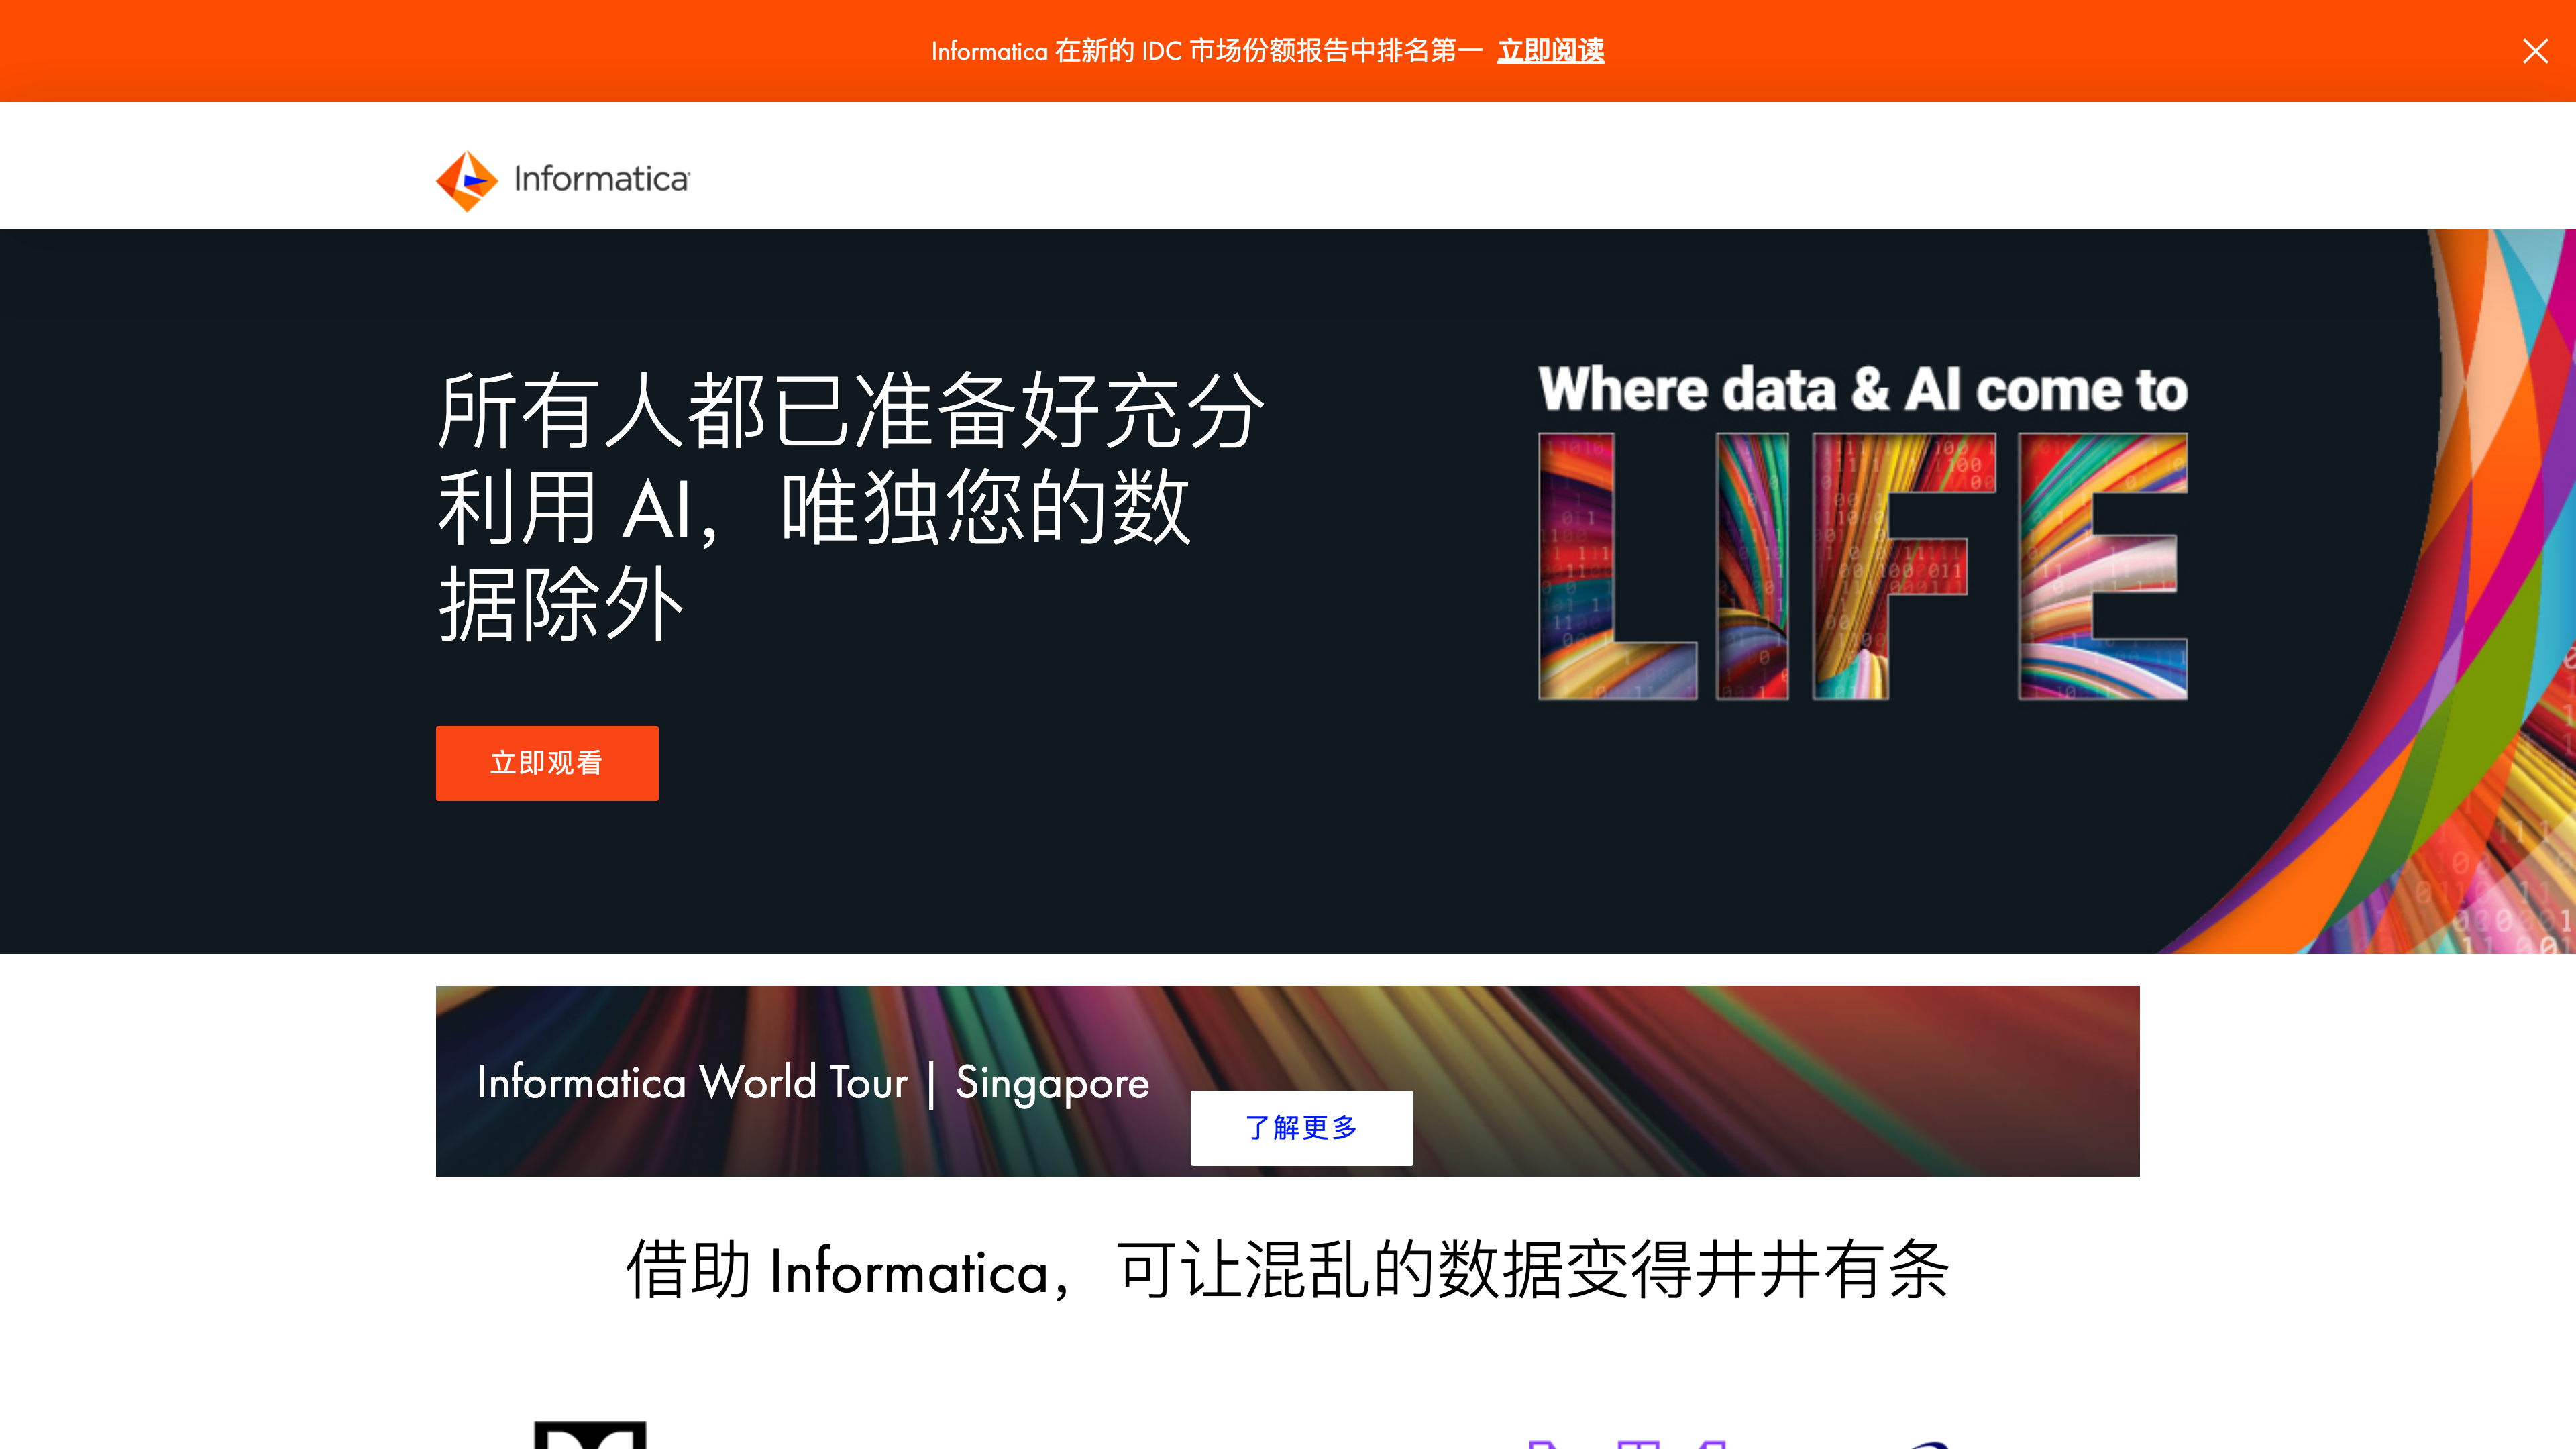 Informatica 在新的 IDC 市场份额报告中排名第一 立即阅读
Informatica
所有人都已准备好充分
利用 AI，唯独您的数
据除外
立即观看
Where data & AI come to
LIFE
Informatica World Tour | Singapore
了解更多
借助 Informatica，可让混乱的数据变得井井有条